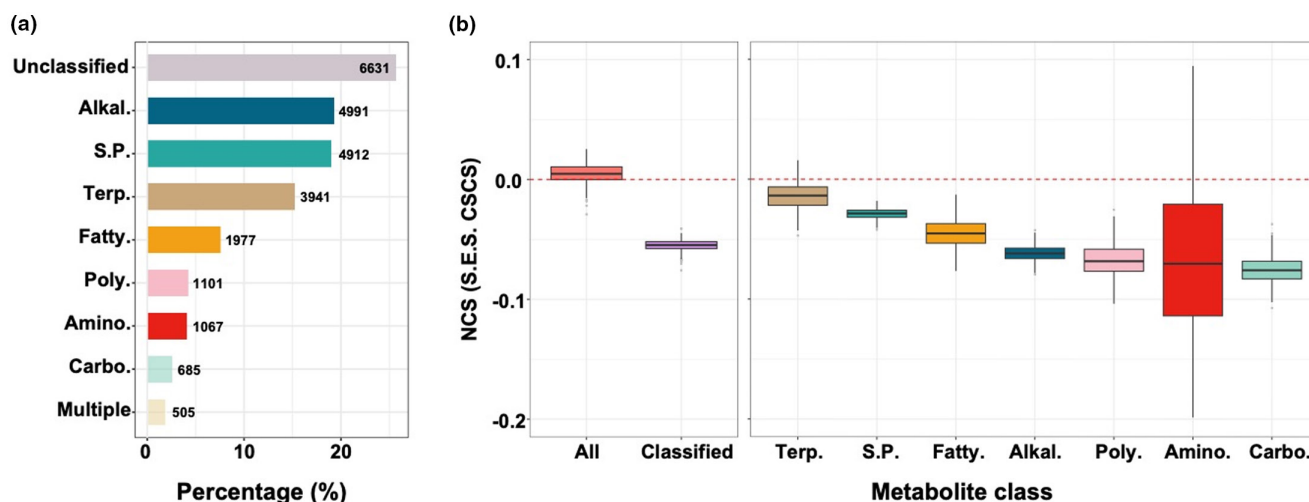 (a)
Unclassified 6631
Alkal. 4991
S.P. 4912
Terp. 3941
Fatty. 1977
Poly. 1101
Amino. 1067
Carbo. 685
Multiple 505
0 10 20
Percentage (%)
(b)
NCS (S.E.S. CSCS)
0.1
0.0
-0.1
-0.2
All Classified Terp. S.P. Fatty. Alkal. Poly. Amino. Carbo.
Metabolite class